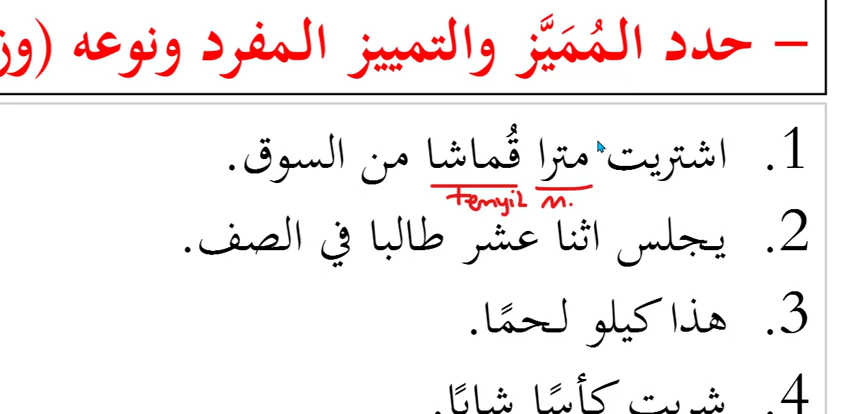 – حدد المُمَيَّز والتمييز المفرد ونوعه (وز
1. اشتريت مترا قُماشا من السوق.
temyiz m.
2. يجلس اثنا عشر طالبا في الصف.
3. هذا كيلو لحمًا.
4. شربت كأسًا شايًا.